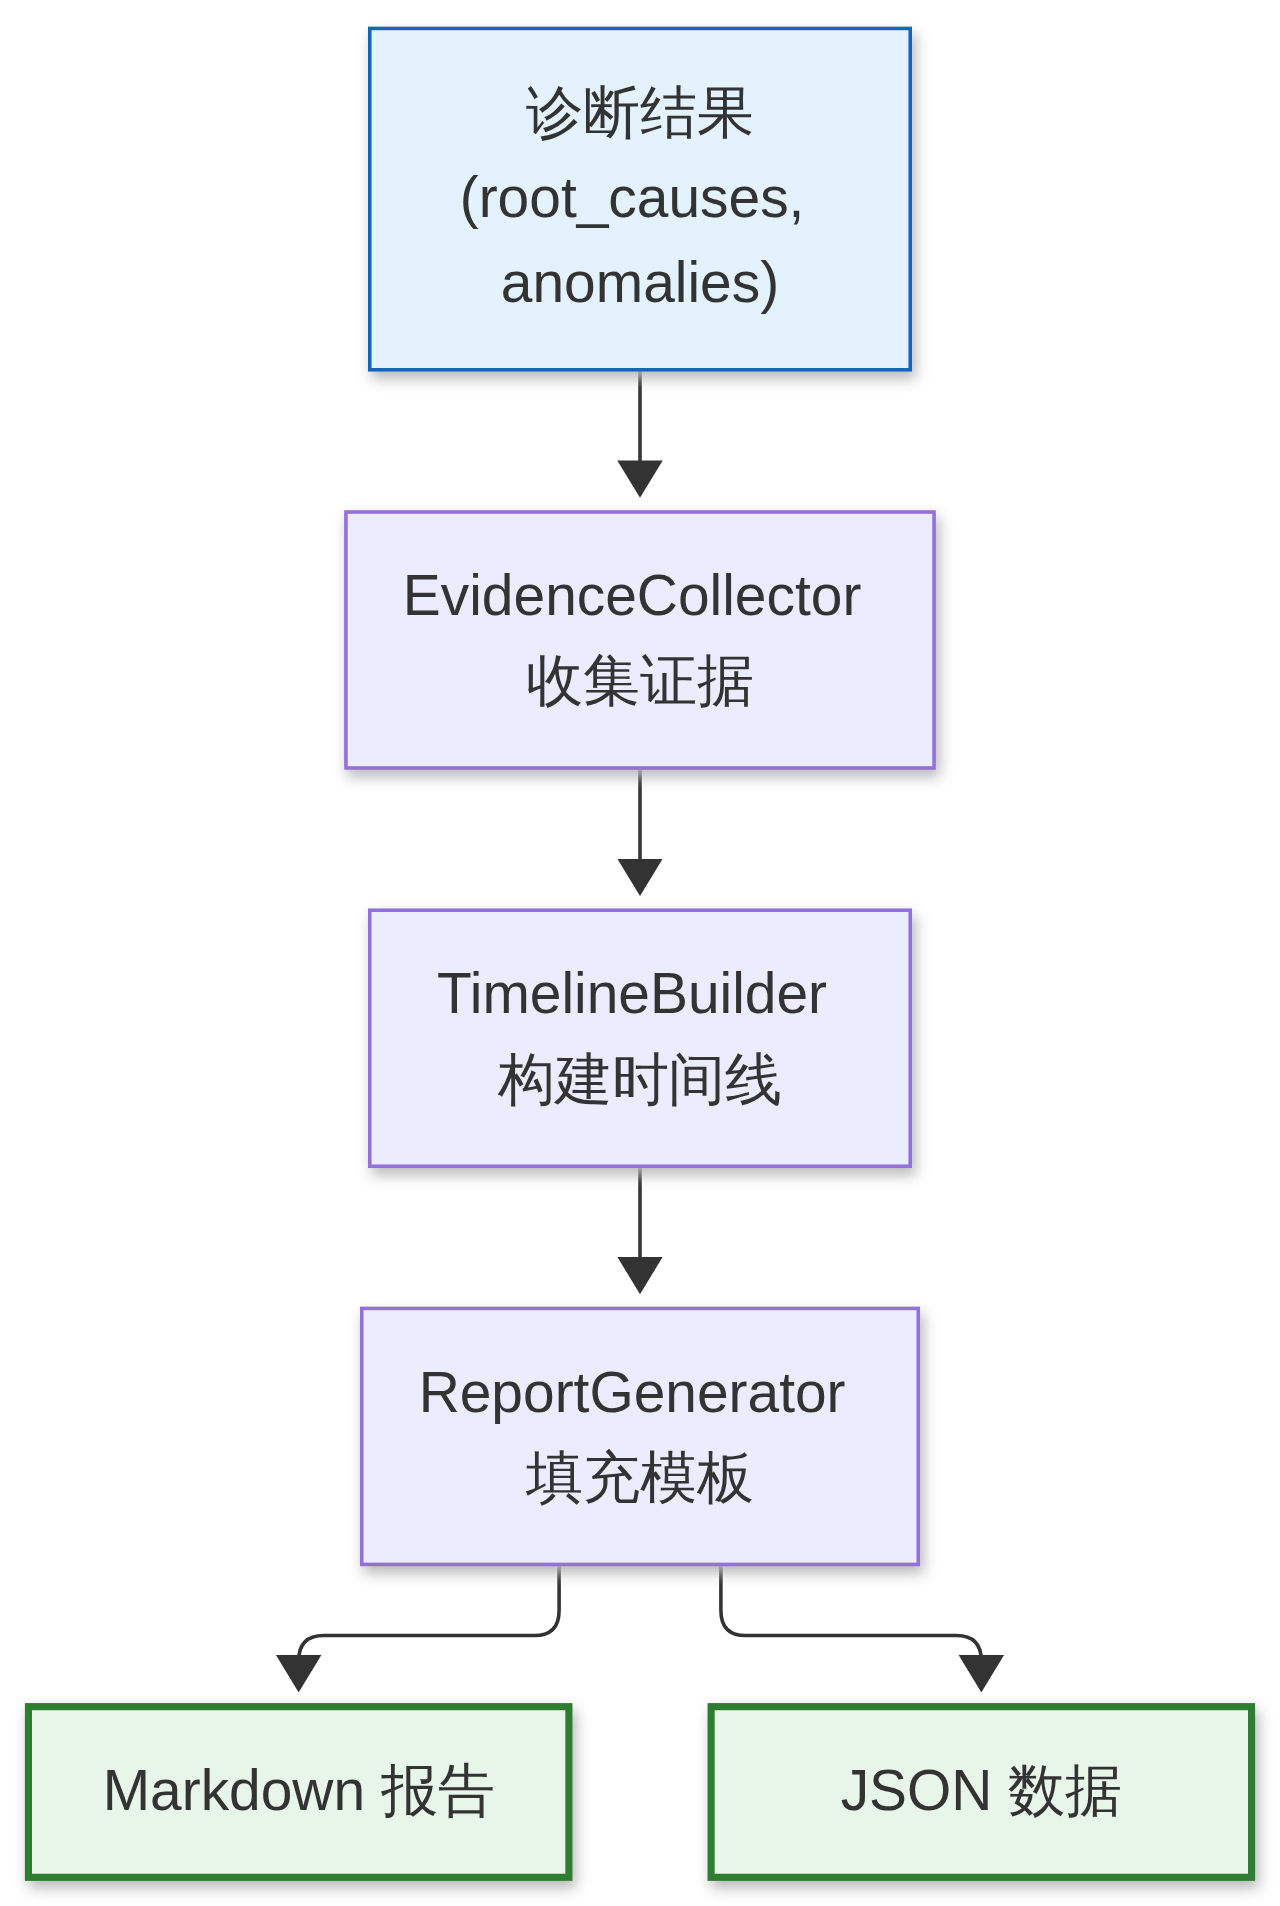 诊断结果
(root_causes,
anomalies)
EvidenceCollector
收集证据
TimelineBuilder
构建时间线
ReportGenerator
填充模板
Markdown 报告
JSON 数据